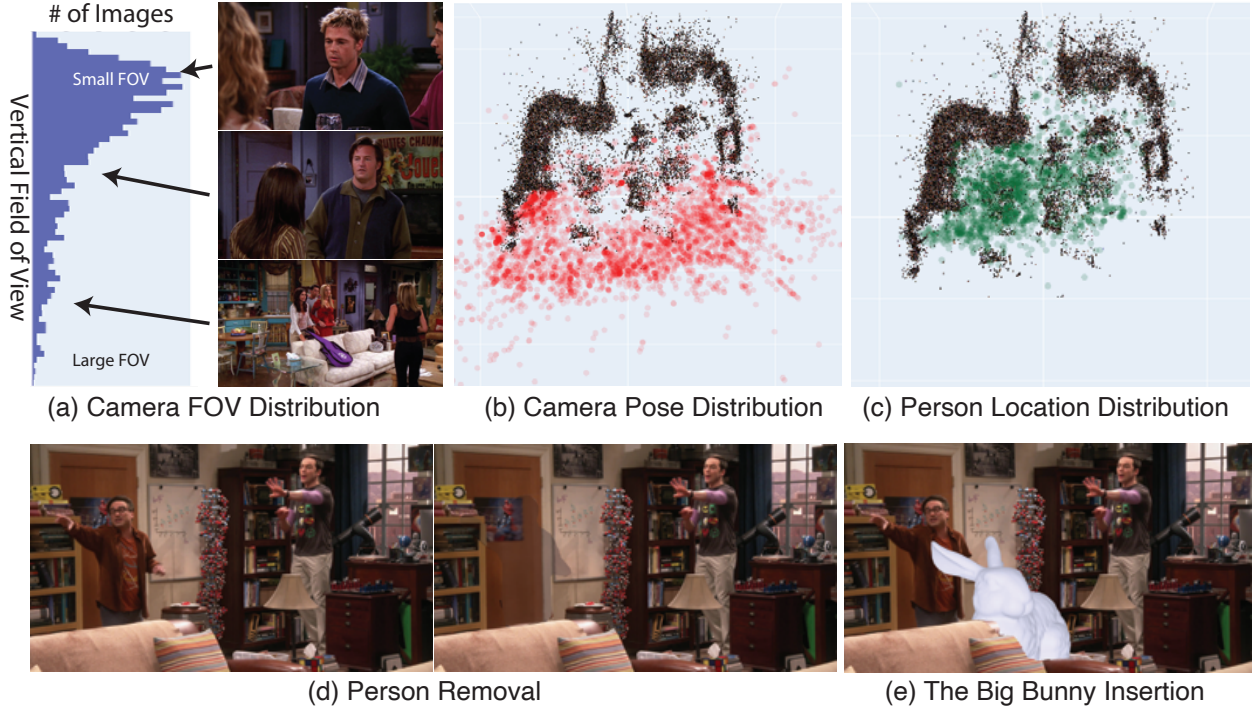 # of Images
Vertical Field of View
Small FOV
Large FOV
(a) Camera FOV Distribution
(b) Camera Pose Distribution
(c) Person Location Distribution
(d) Person Removal
(e) The Big Bunny Insertion